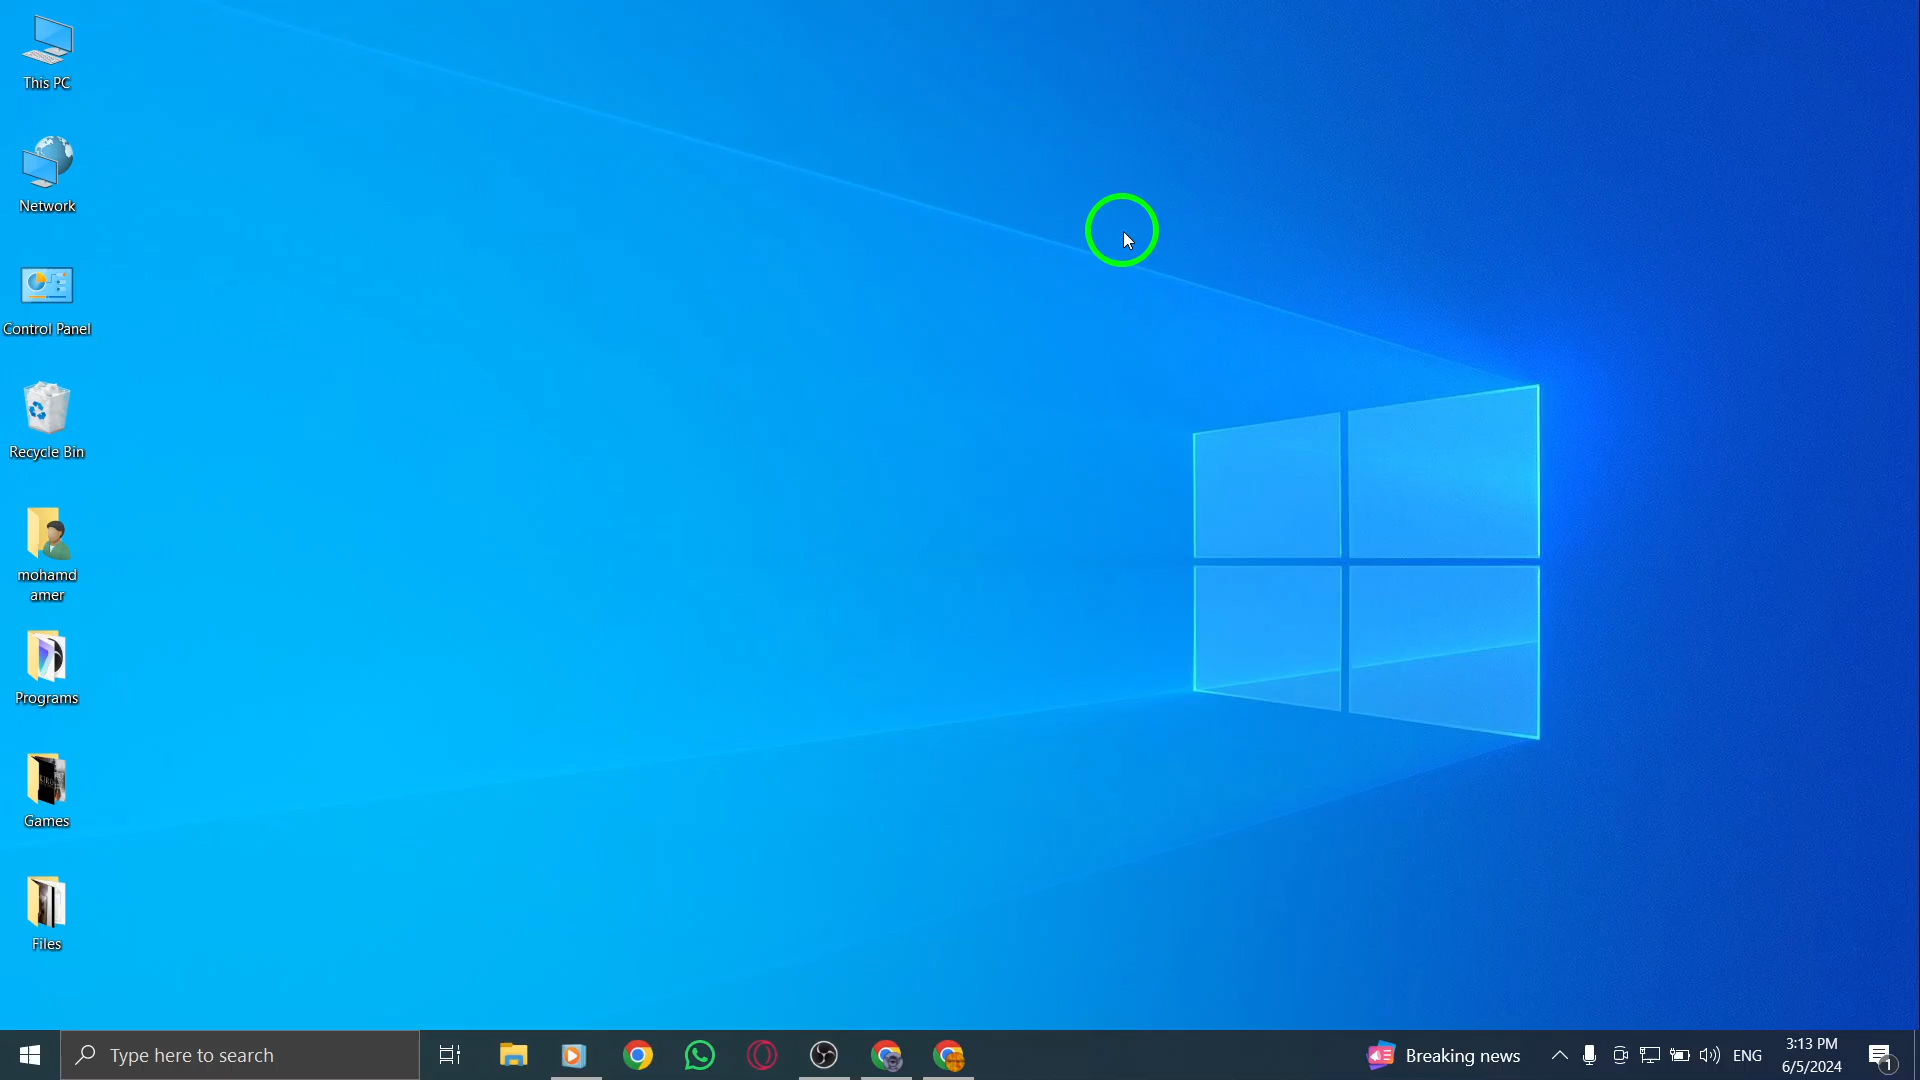 This PC
Network
Control Panel
Recycle Bin
mohamd
amer
Programs
Games
Files
Type here to search
Breaking news
ENG
3:13 PM
6/5/2024
1